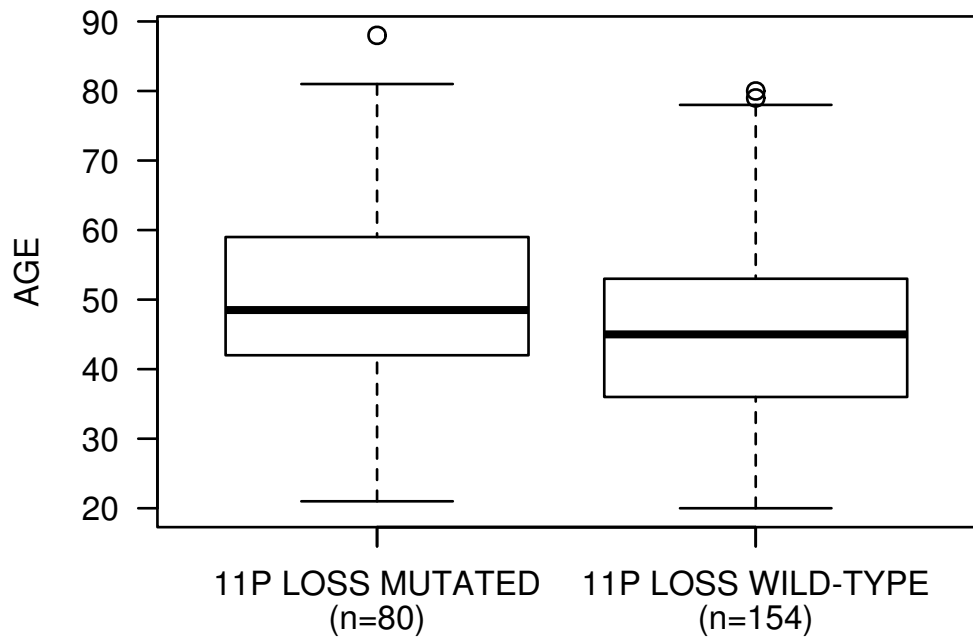 90
80
70
60
50
40
30
20
AGE
11P LOSS MUTATED
(n=80)
11P LOSS WILD-TYPE
(n=154)